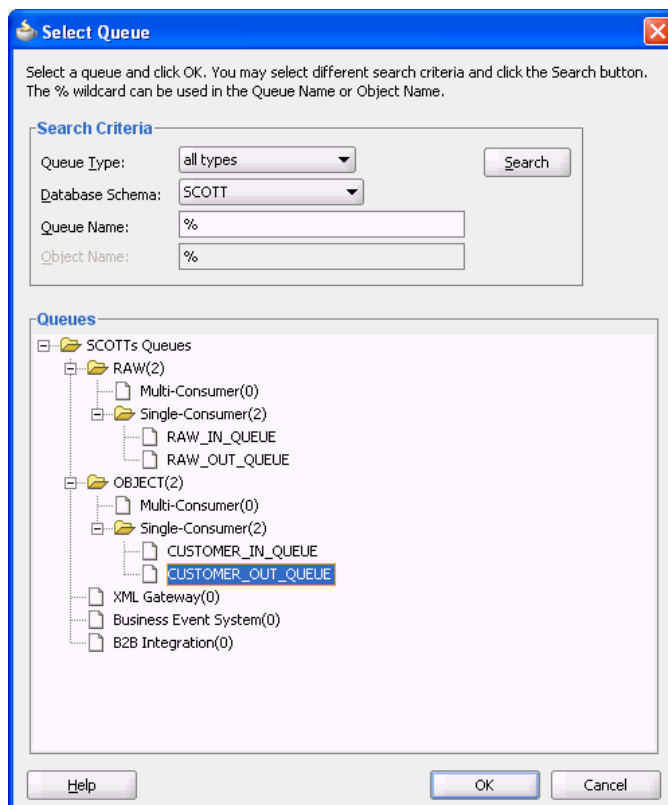 Select Queue
Select a queue and click OK. You may select different search criteria and click the Search button.
The % wildcard can be used in the Queue Name or Object Name.
Search Criteria
Queue Type: all types Search
Database Schema: SCOTT
Queue Name: %
Object Name: %
Queues
SCOTTs Queues
RAW(2)
Multi-Consumer(0)
Single-Consumer(2)
RAW_IN_QUEUE
RAW_OUT_QUEUE
OBJECT(2)
Multi-Consumer(0)
Single-Consumer(2)
CUSTOMER_IN_QUEUE
CUSTOMER_OUT_QUEUE
XML Gateway(0)
Business Event System(0)
B2B Integration(0)
Help OK Cancel